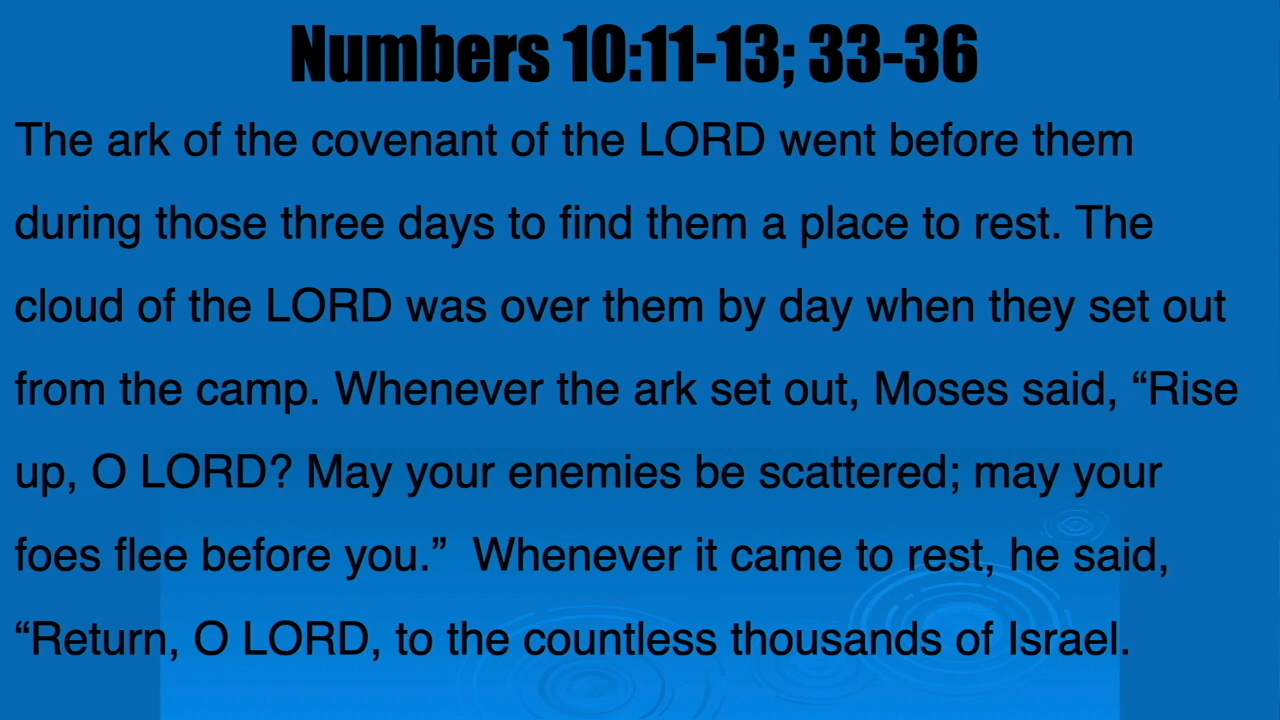 Numbers 10:11-13; 33-36
The ark of the covenant of the LORD went before them
during those three days to find them a place to rest. The
cloud of the LORD was over them by day when they set out
from the camp. Whenever the ark set out, Moses said, “Rise
up, O LORD? May your enemies be scattered; may your
foes flee before you.”  Whenever it came to rest, he said,
“Return, O LORD, to the countless thousands of Israel.